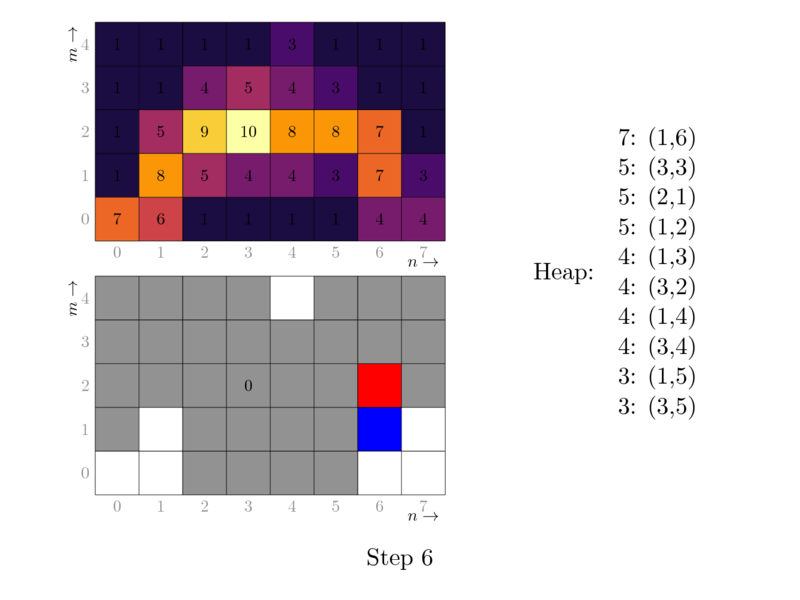 m →
4 1 1 1 1 3 1 1 1
3 1 1 4 5 4 3 1 1
2 1 5 9 10 8 8 7 1
1 1 8 5 4 4 3 7 3
0 7 6 1 1 1 1 4 4
0 1 2 3 4 5 6 7
n →
m →
4
3
2 0
1
0
0 1 2 3 4 5 6 7
n →
Heap:
7: (1,6)
5: (3,3)
5: (2,1)
5: (1,2)
4: (1,3)
4: (3,2)
4: (1,4)
4: (3,4)
3: (1,5)
3: (3,5)
Step 6